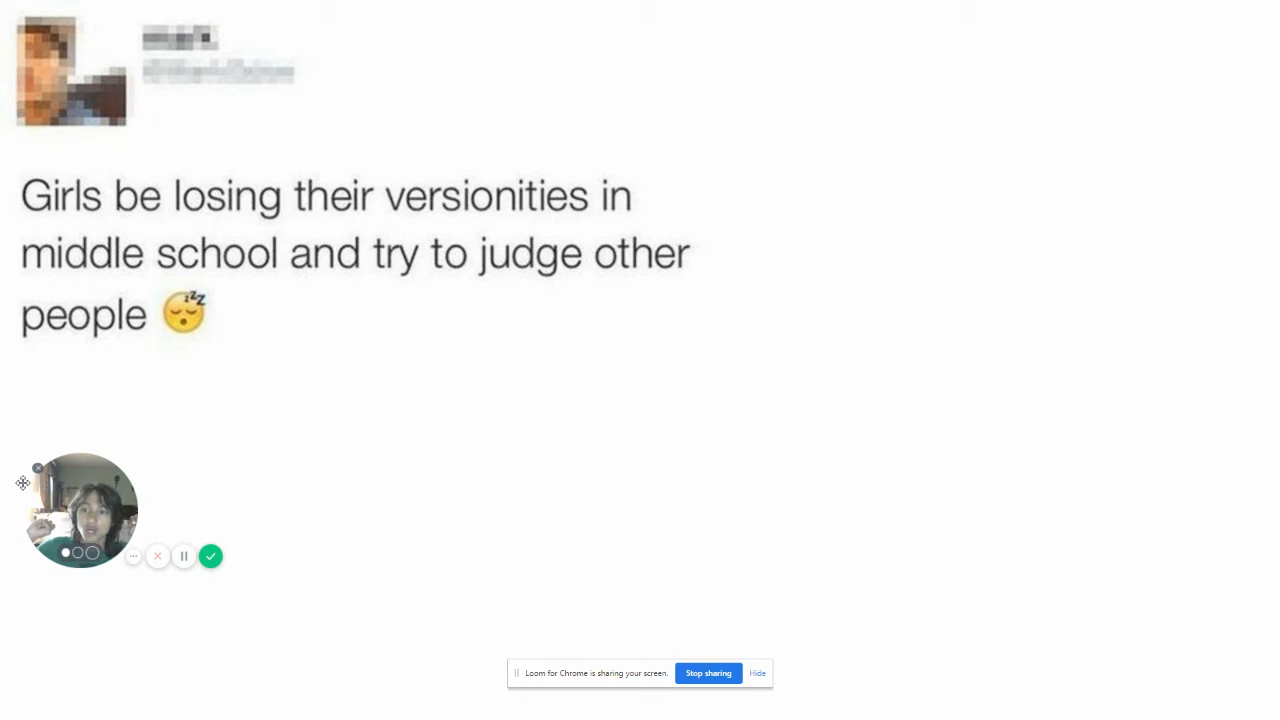 Girls be losing their versionities in
middle school and try to judge other
people
Loom for Chrome is sharing your screen. Stop sharing Hide